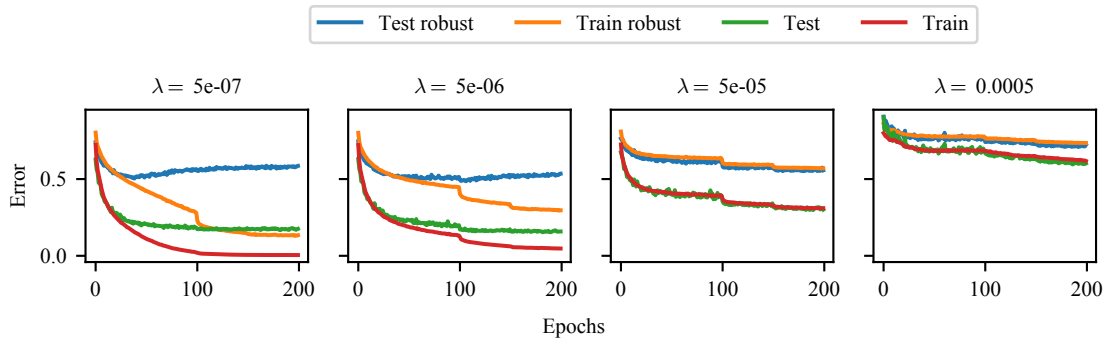 Test robust Train robust Test Train
λ = 5e-07 λ = 5e-06 λ = 5e-05 λ = 0.0005
Error
0.5
0.0
0 100 200 0 100 200 0 100 200 0 100 200
Epochs